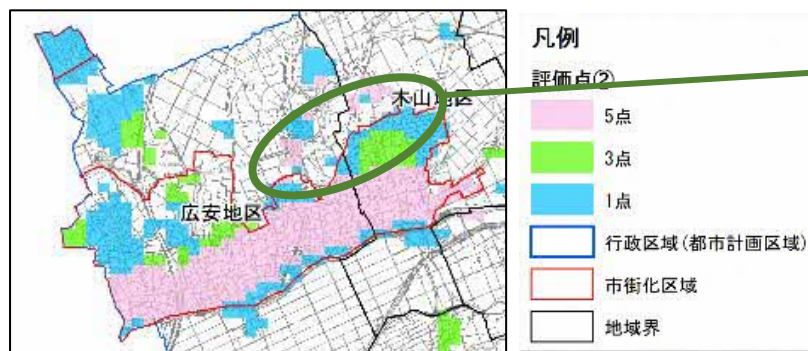 木山地区
広安地区
凡例
評価点②
5点
3点
1点
行政区域(都市計画区域)
市街化区域
地域界